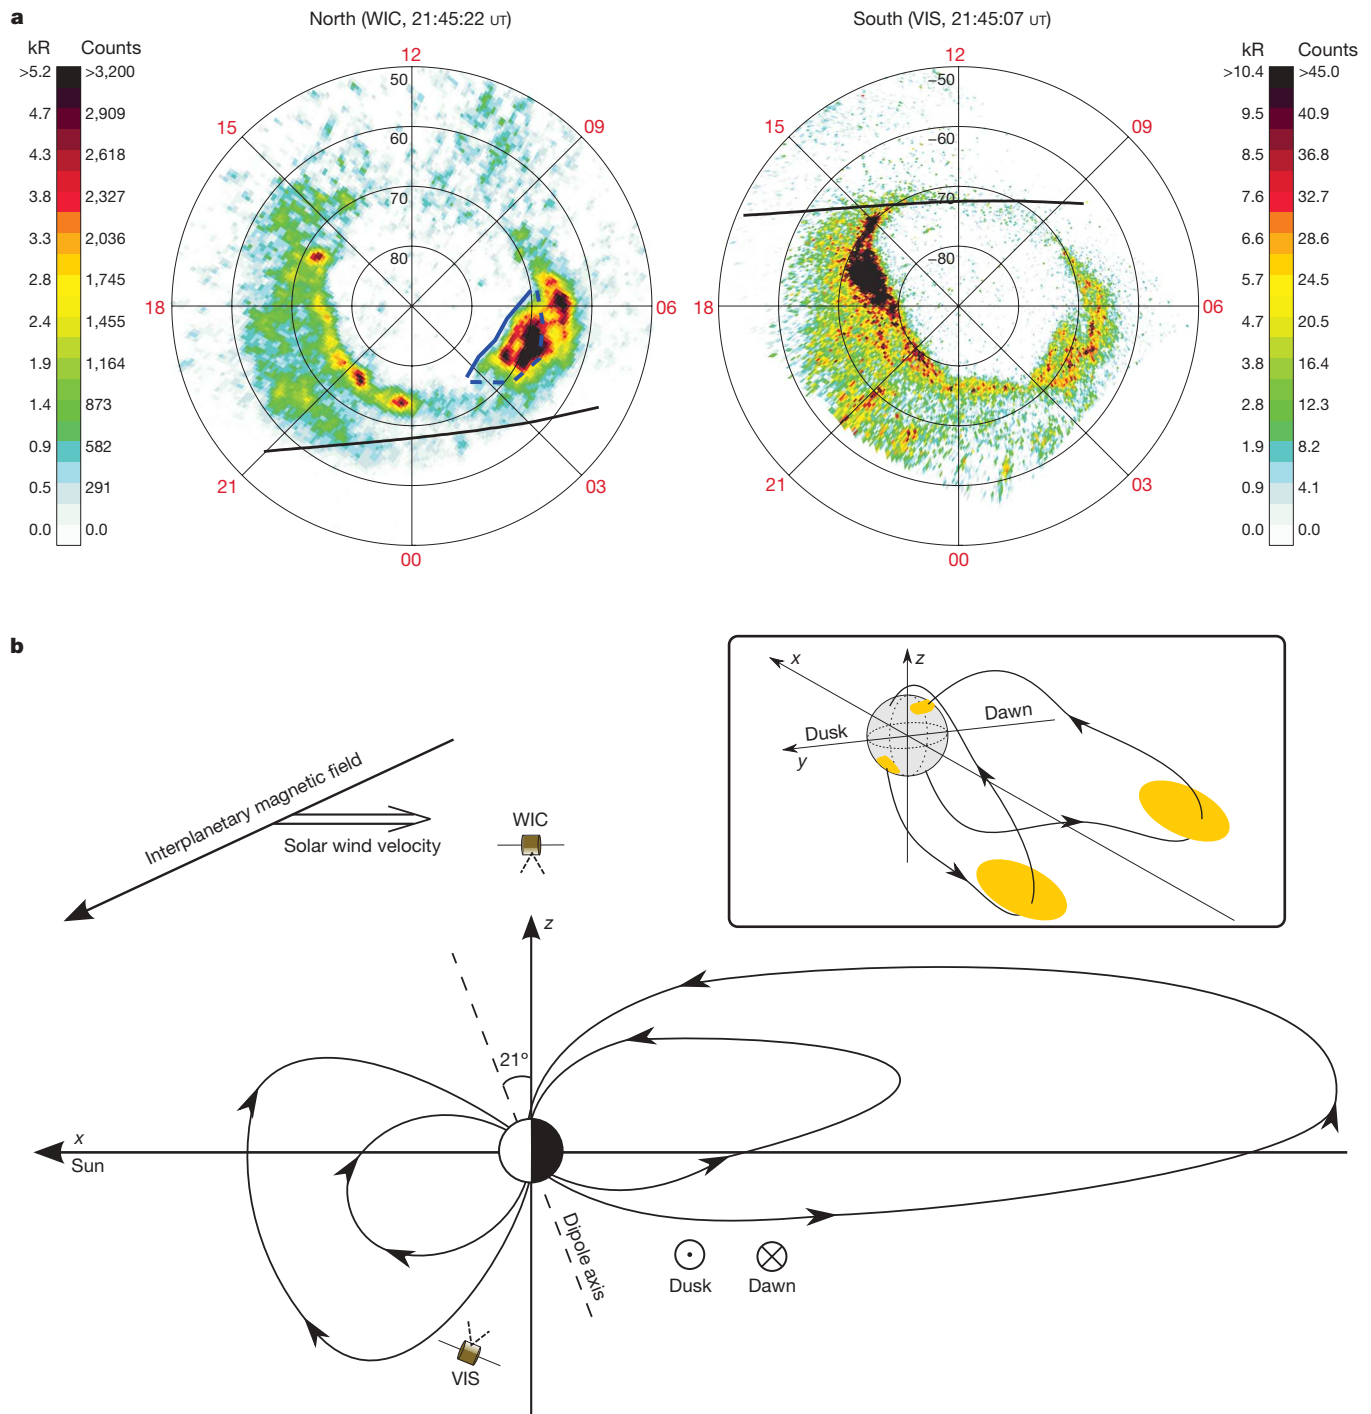 a
North (WIC, 21:45:22 UT)
South (VIS, 21:45:07 UT)
kR Counts
>5.2 >3,200
4.7 2,909
4.3 2,618
3.8 2,327
3.3 2,036
2.8 1,745
2.4 1,455
1.9 1,164
1.4 873
0.9 582
0.5 291
0.0 0.0
12
15
09
18
06
21
03
00
50
60
70
80
12
15
09
18
06
21
03
00
–50
–60
–70
–80
kR Counts
>10.4 >45.0
9.5 40.9
8.5 36.8
7.6 32.7
6.6 28.6
5.7 24.5
4.7 20.5
3.8 16.4
2.8 12.3
1.9 8.2
0.9 4.1
0.0 0.0
b
Interplanetary magnetic field
Solar wind velocity
WIC
x
z
Dusk
Dawn
y
z
21°
x
Sun
Dipole axis
Dusk
Dawn
VIS